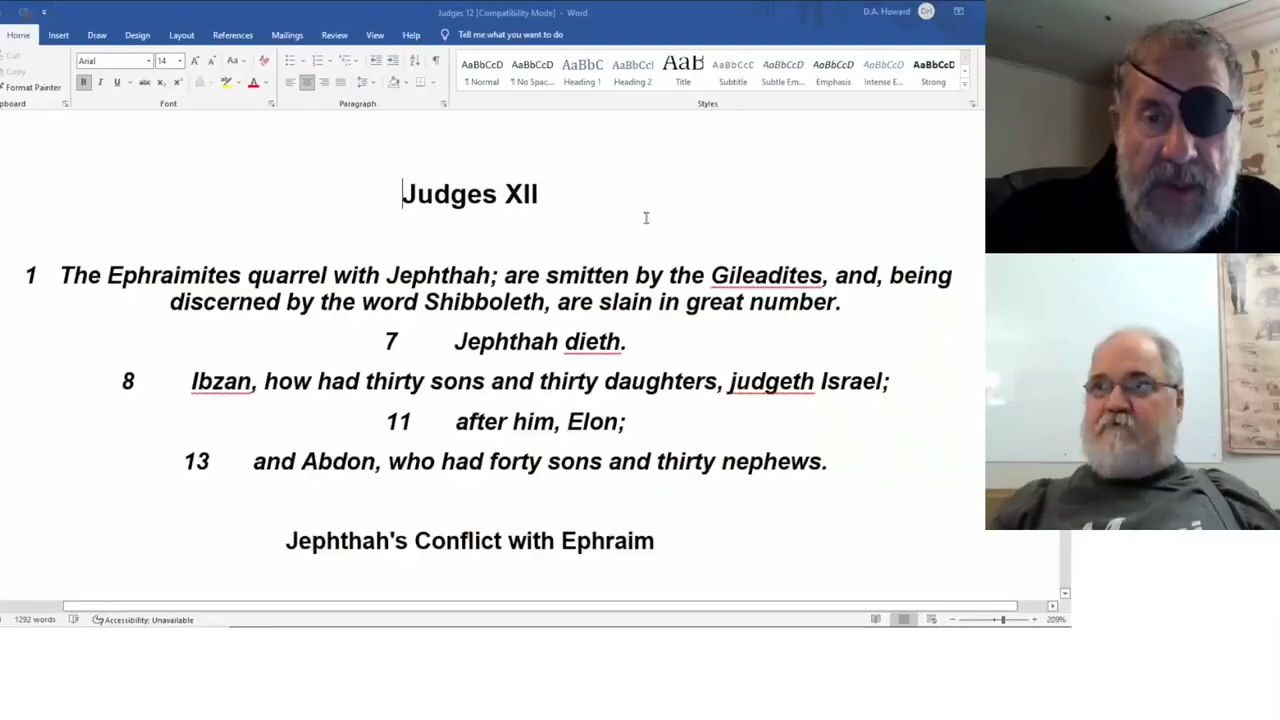 Judges 12 [Compatibility Mode] - Word
D.A. Howard
DH
Home Insert Draw Design Layout References Mailings Review View Help Tell me what you want to do
Cut
Copy
Format Painter
pboard
Arial 14
Font
Paragraph
AaBbCcD AaBbCcD AaBbC AaBbCcl AaB AaBbCcD AaBbCcD AaBbCcD AaBbCcD AaBbCcD
¶ Normal ¶ No Spac... Heading 1 Heading 2 Title Subtitle Subtle Em... Emphasis Intense E... Strong
Styles
Judges XII
1 The Ephraimites quarrel with Jephthah; are smitten by the Gileadites, and, being
discerned by the word Shibboleth, are slain in great number.
7 Jephthah dieth.
8 Ibzan, how had thirty sons and thirty daughters, judgeth Israel;
11 after him, Elon;
13 and Abdon, who had forty sons and thirty nephews.
Jephthah's Conflict with Ephraim
1292 words Accessibility: Unavailable
209%